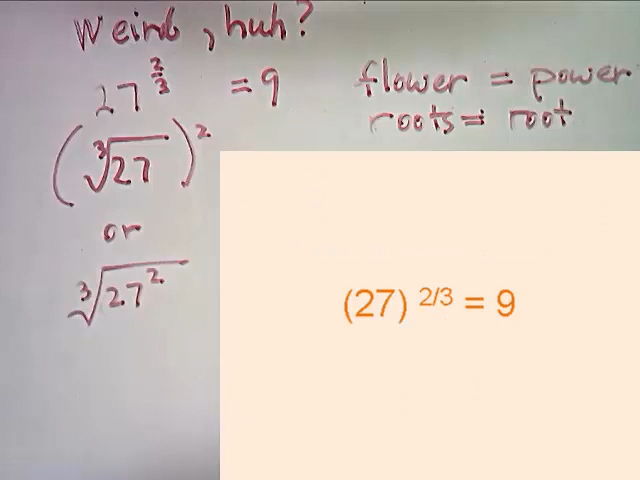 Weird, huh?
27^{2/3} = 9
flower = power
roots = root
(∛27)²
or
∛27²
(27) ^{2/3} = 9